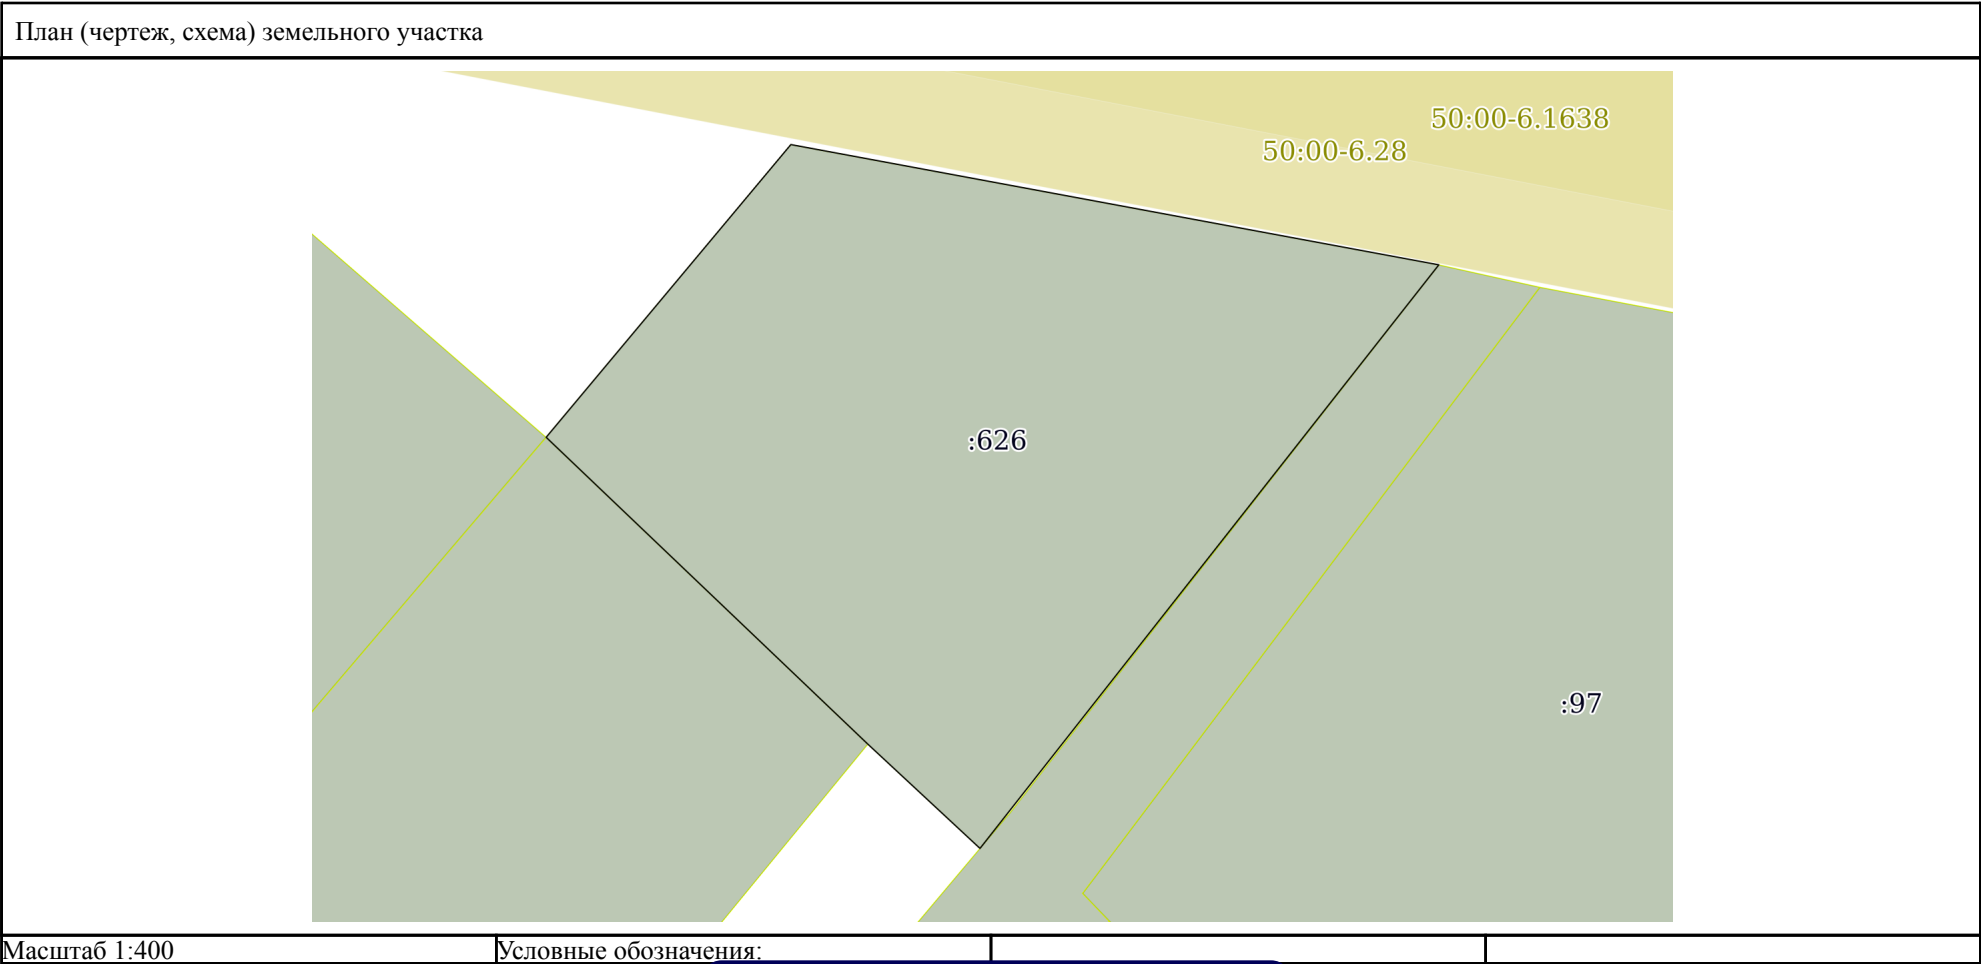 План (чертеж, схема) земельного участка
50:00-6.1638
50:00-6.28
:626
:97
Масштаб 1:400
Условные обозначения: